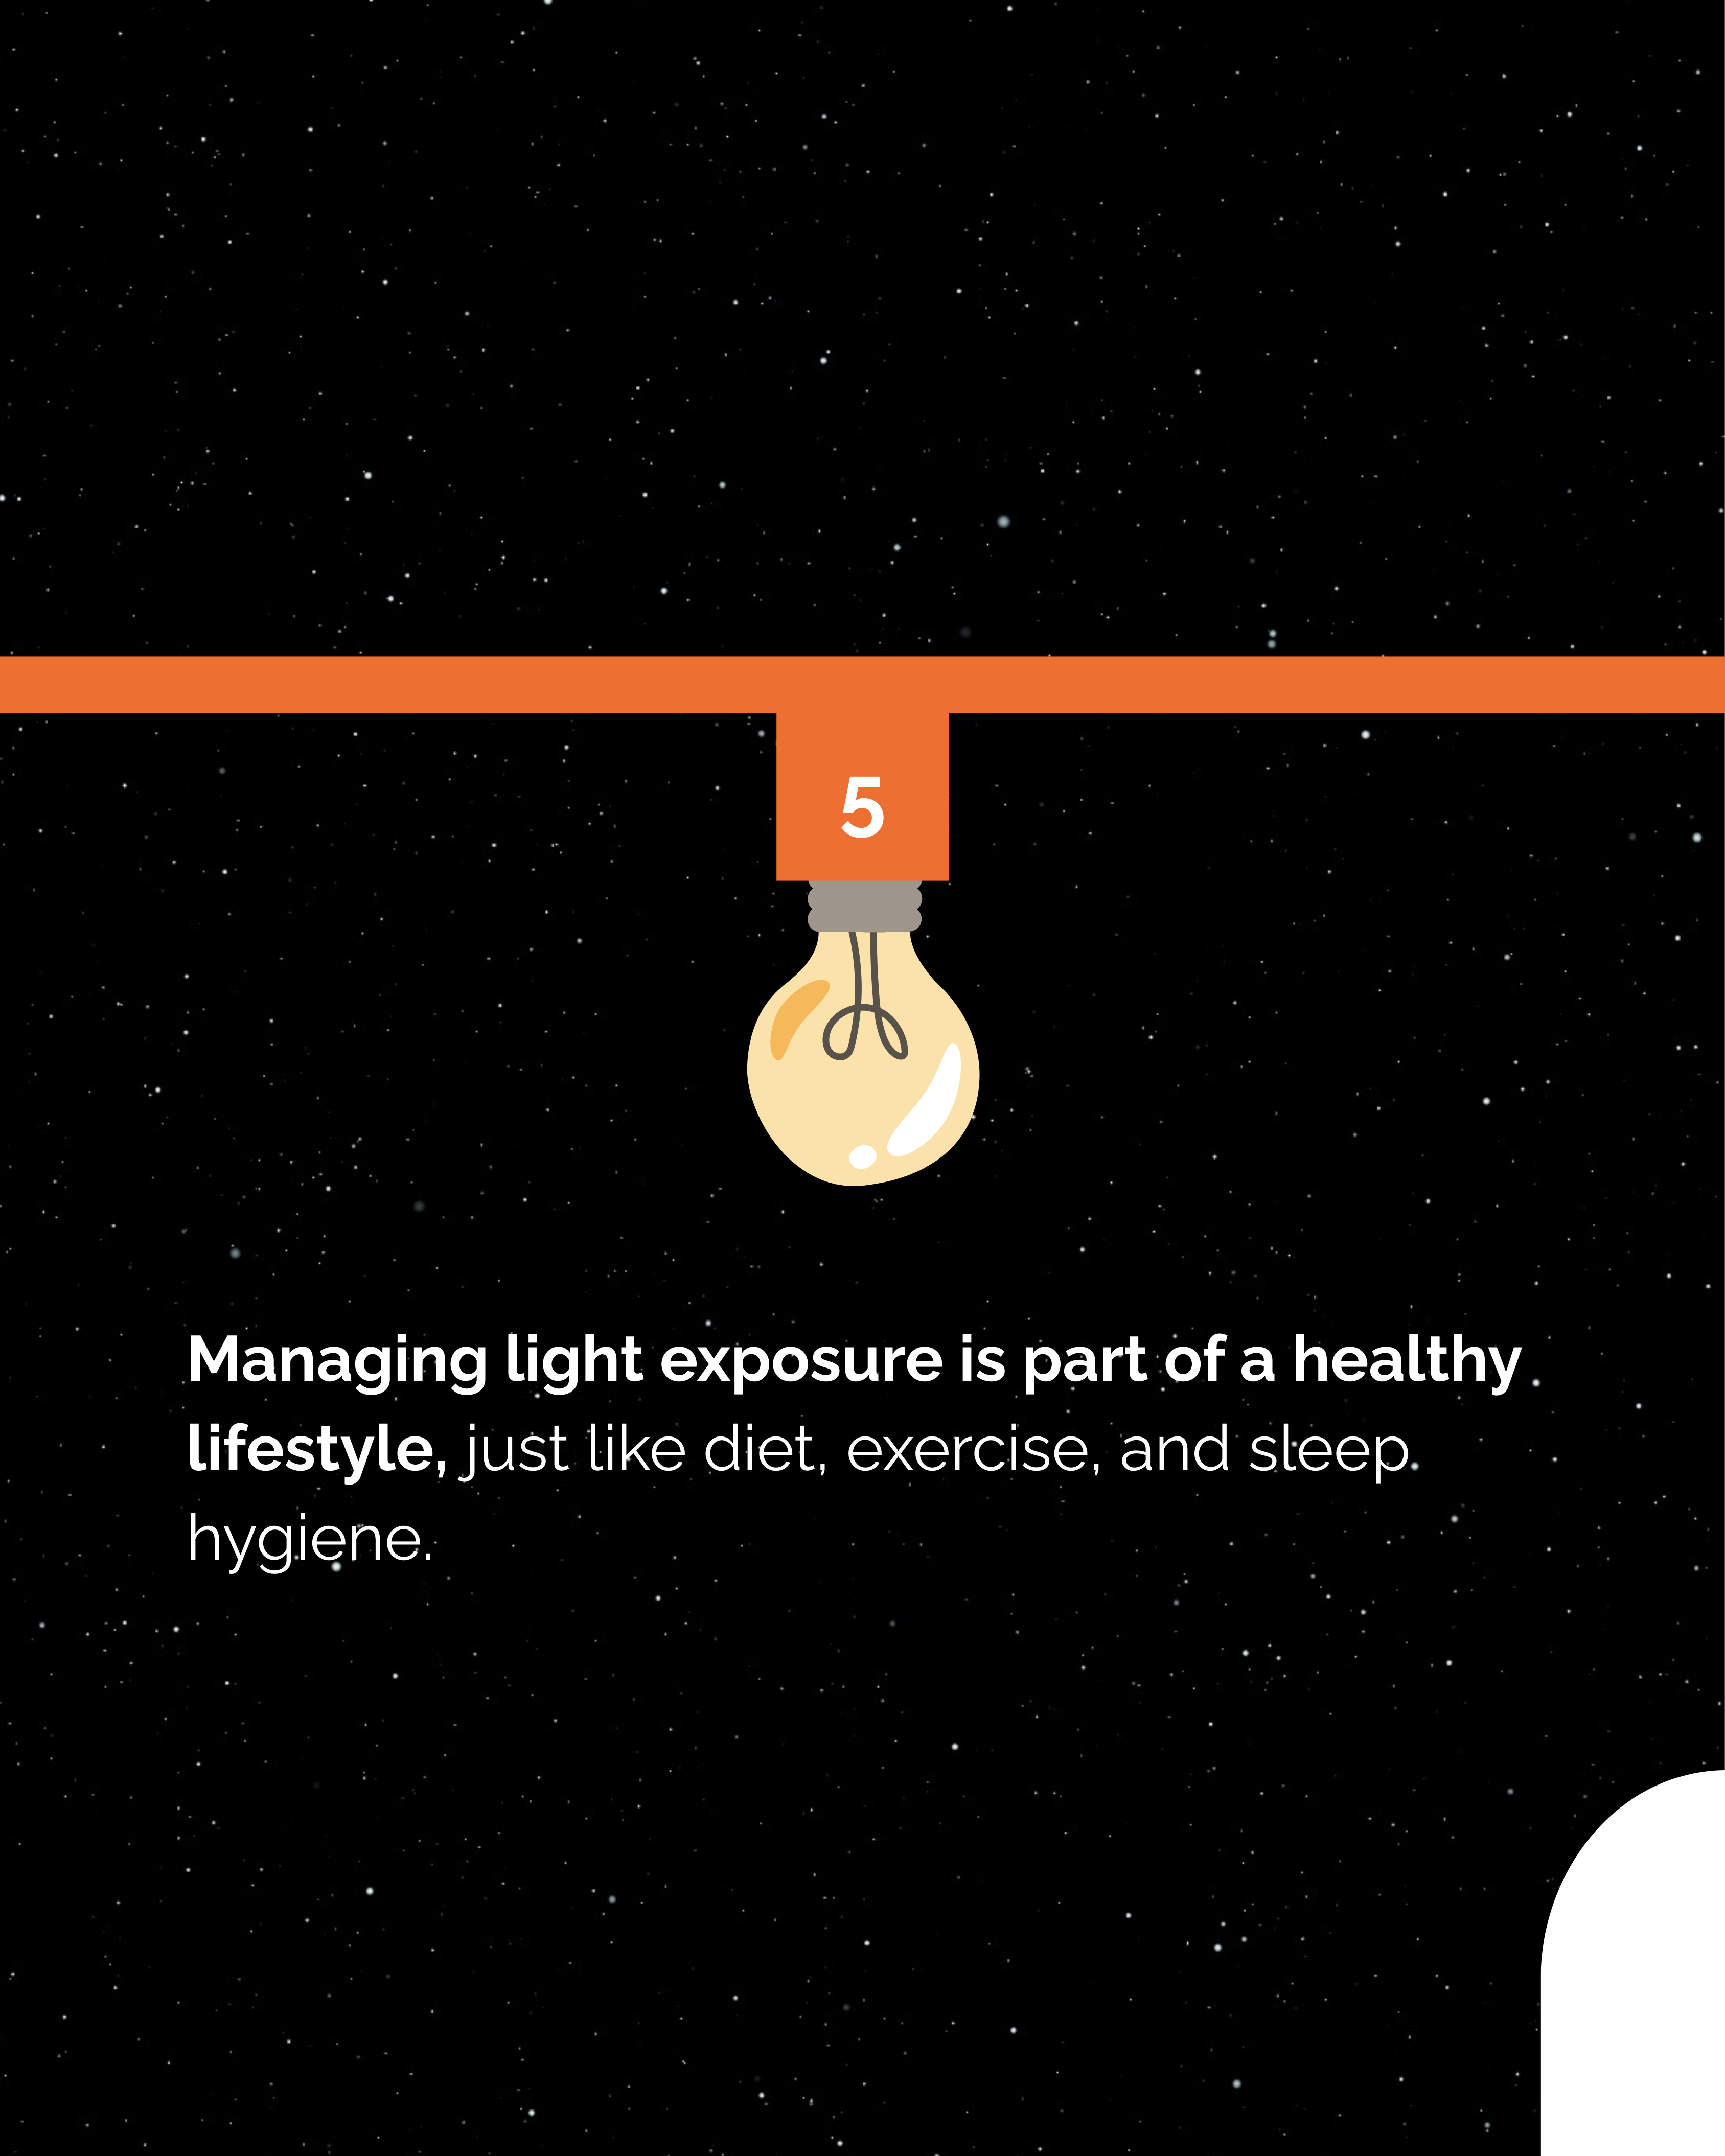 5
Managing light exposure is part of a healthy
lifestyle, just like diet, exercise, and sleep
hygiene.